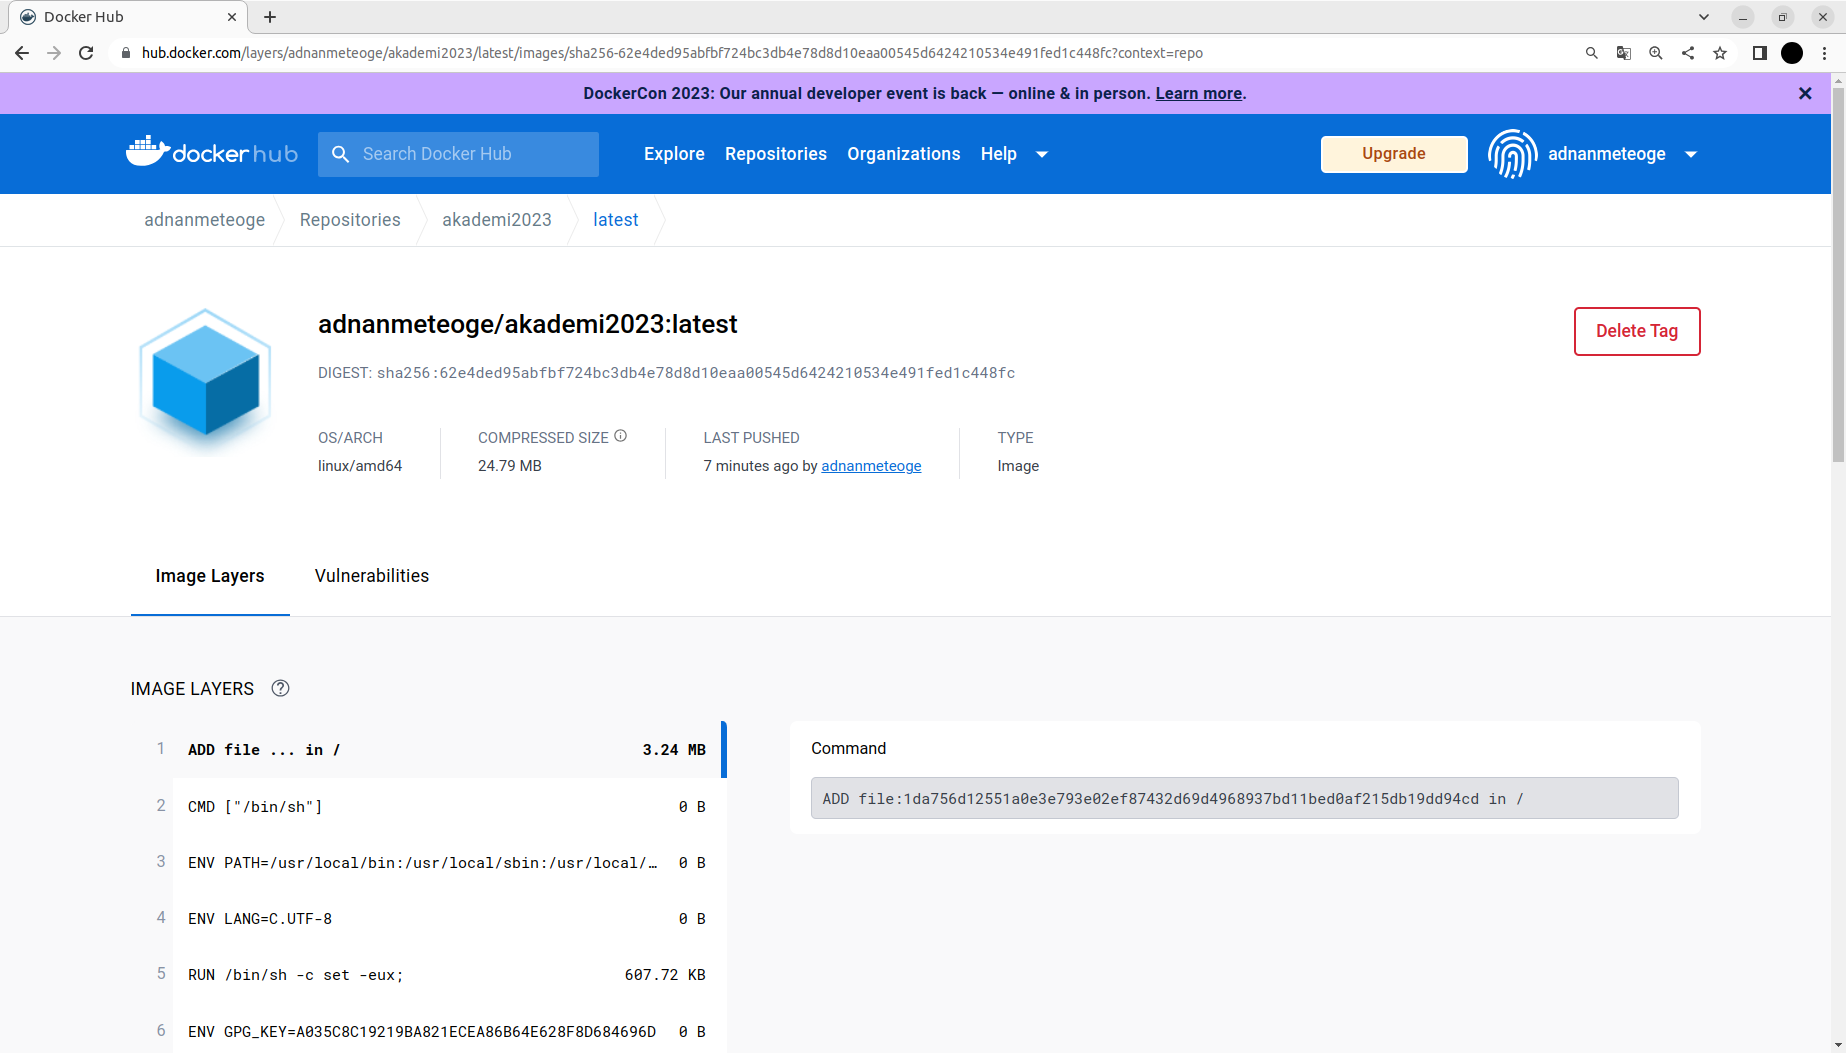 Docker Hub
hub.docker.com/layers/adnanmeteoge/akademi2023/latest/images/sha256-62e4ded95abfbf724bc3db4e78d8d10eaa00545d6424210534e491fed1c448fc?context=repo
DockerCon 2023: Our annual developer event is back — online & in person. Learn more.
docker hub Search Docker Hub Explore Repositories Organizations Help Upgrade adnanmeteoge
adnanmeteoge Repositories akademi2023 latest
adnanmeteoge/akademi2023:latest
Delete Tag
DIGEST: sha256:62e4ded95abfbf724bc3db4e78d8d10eaa00545d6424210534e491fed1c448fc
OS/ARCH COMPRESSED SIZE LAST PUSHED TYPE
linux/amd64 24.79 MB 7 minutes ago by adnanmeteoge Image
Image Layers Vulnerabilities
IMAGE LAYERS
1 ADD file ... in / 3.24 MB
Command
ADD file:1da756d12551a0e3e793e02ef87432d69d4968937bd11bed0af215db19dd94cd in /
2 CMD ["/bin/sh"] 0 B
3 ENV PATH=/usr/local/bin:/usr/local/sbin:/usr/local/… 0 B
4 ENV LANG=C.UTF-8 0 B
5 RUN /bin/sh -c set -eux; 607.72 KB
6 ENV GPG_KEY=A035C8C19219BA821ECEA86B64E628F8D684696D 0 B